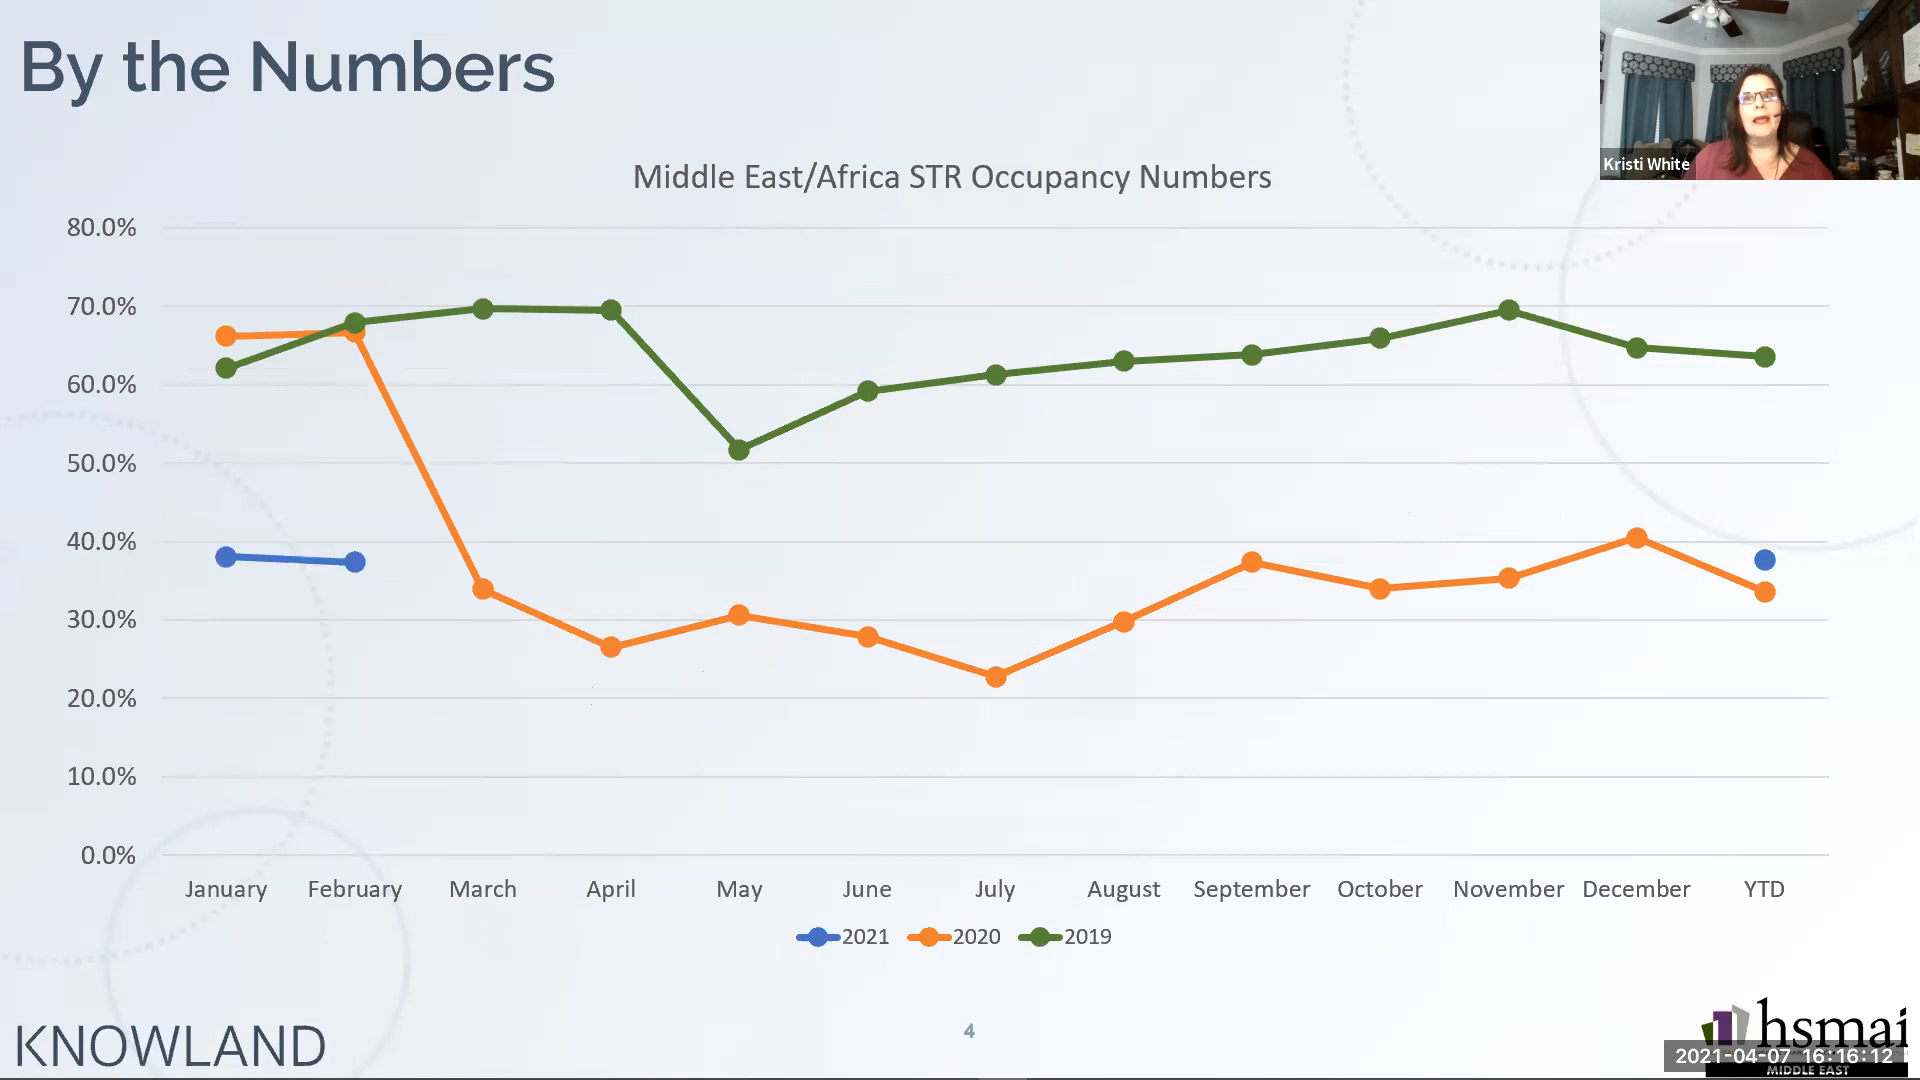 By the Numbers
Kristi White
Middle East/Africa STR Occupancy Numbers
80.0%
70.0%
60.0%
50.0%
40.0%
30.0%
20.0%
10.0%
0.0%
January February March April May June July August September October November December YTD
2021 2020 2019
KNOWLAND
4
hsmai
2021-04-07 16:16:12
MIDDLE EAST